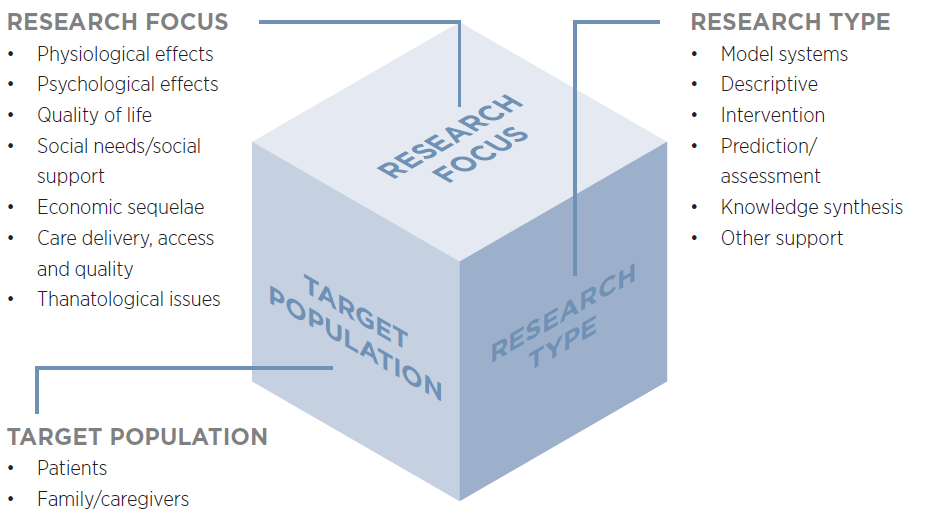 RESEARCH FOCUS
• Physiological effects
• Psychological effects
• Quality of life
• Social needs/social
support
• Economic sequelae
• Care delivery, access
and quality
• Thanatological issues
RESEARCH TYPE
• Model systems
• Descriptive
• Intervention
• Prediction/
assessment
• Knowledge synthesis
• Other support
RESEARCH
FOCUS
TARGET
POPULATION
RESEARCH
TYPE
TARGET POPULATION
• Patients
• Family/caregivers